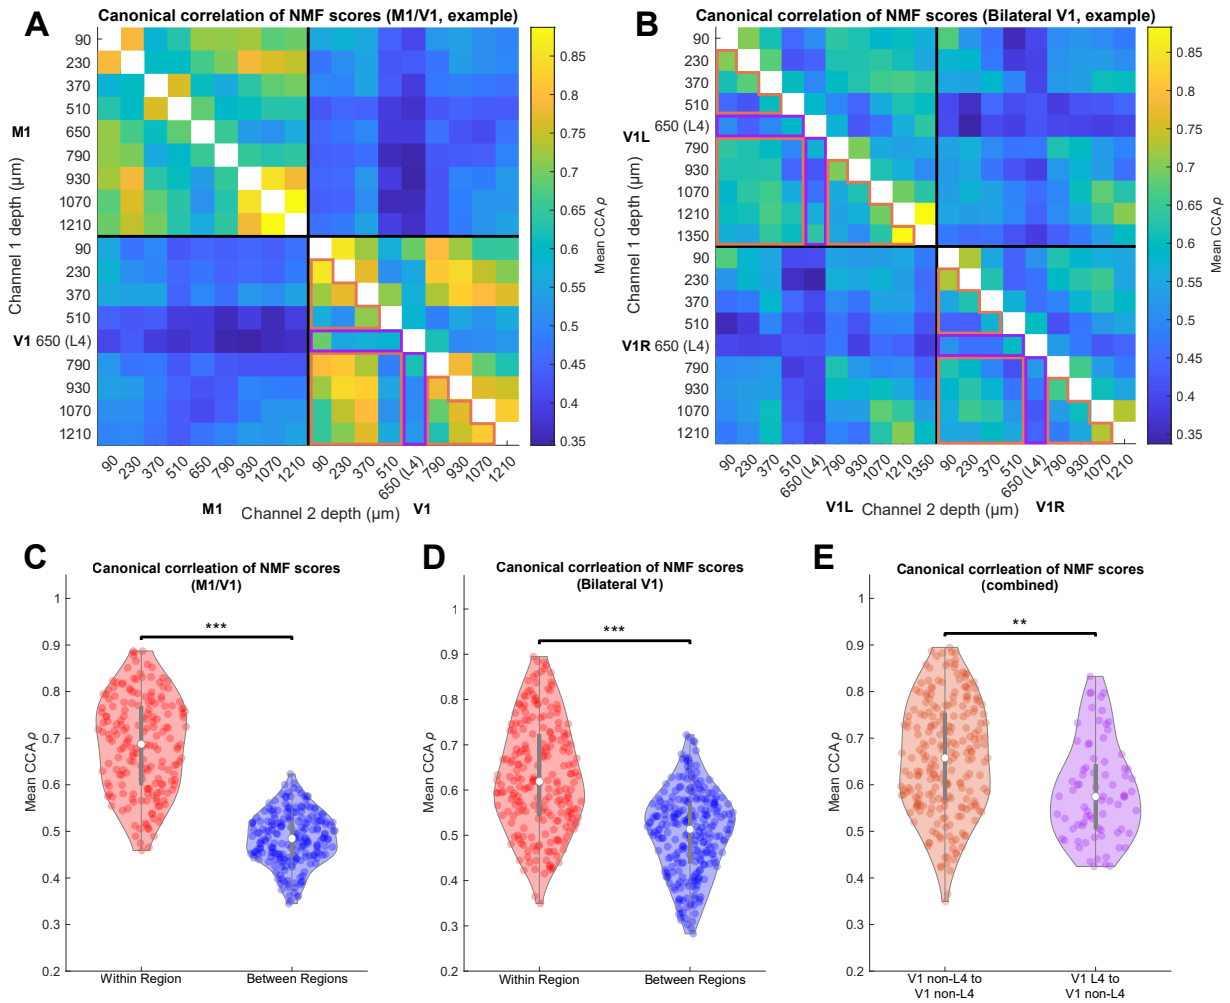 A
Canonical correlation of NMF scores (M1/V1, example)
90
230
370
510
650
790
930
1070
1210
90
230
370
510
650 (L4)
790
930
1070
1210
M1
V1
Channel 1 depth (µm)
90
230
370
510
650
790
930
1070
1210
90
230
370
510
650 (L4)
790
930
1070
1210
M1
Channel 2 depth (µm)
V1
0.85
0.8
0.75
0.7
0.65
0.6
0.55
0.5
0.45
0.4
0.35
Mean CCA ρ
B
Canonical correlation of NMF scores (Bilateral V1, example)
90
230
370
510
650 (L4)
790
930
1070
1210
1350
90
230
370
510
650 (L4)
790
930
1070
1210
V1L
V1R
Channel 1 depth (µm)
90
230
370
510
650 (L4)
790
930
1070
1210
1350
90
230
370
510
650 (L4)
790
930
1070
1210
V1L
Channel 2 depth (µm)
V1R
0.85
0.8
0.75
0.7
0.65
0.6
0.55
0.5
0.45
0.4
0.35
Mean CCA ρ
C
Canonical corrleation of NMF scores
(M1/V1)
***
1
0.9
0.8
0.7
0.6
0.5
0.4
0.3
0.2
Mean CCA ρ
Within Region
Between Regions
D
Canonical corrleation of NMF scores
(Bilateral V1)
***
1
0.9
0.8
0.7
0.6
0.5
0.4
0.3
0.2
Mean CCA ρ
Within Region
Between Regions
E
Canonical corrleation of NMF scores
(combined)
**
1
0.9
0.8
0.7
0.6
0.5
0.4
0.3
0.2
Mean CCA ρ
V1 non-L4 to
V1 non-L4
V1 L4 to
V1 non-L4